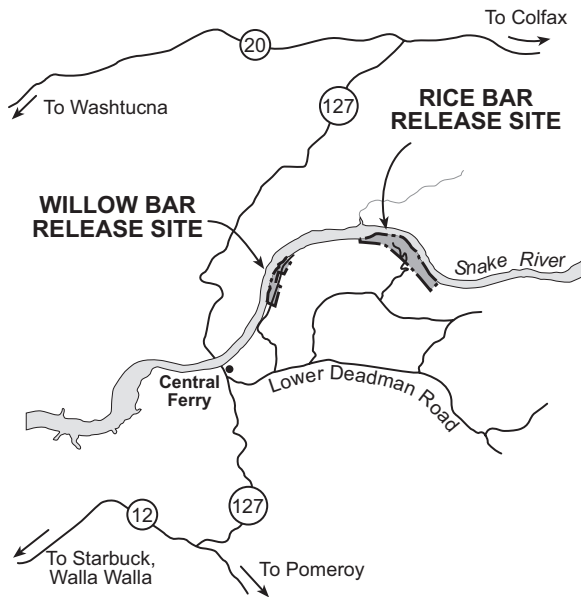 To Colfax
20
To Washtucna
127
RICE BAR
RELEASE SITE
WILLOW BAR
RELEASE SITE
Snake River
Central
Ferry
Lower Deadman Road
127
12
To Starbuck,
Walla Walla
To Pomeroy